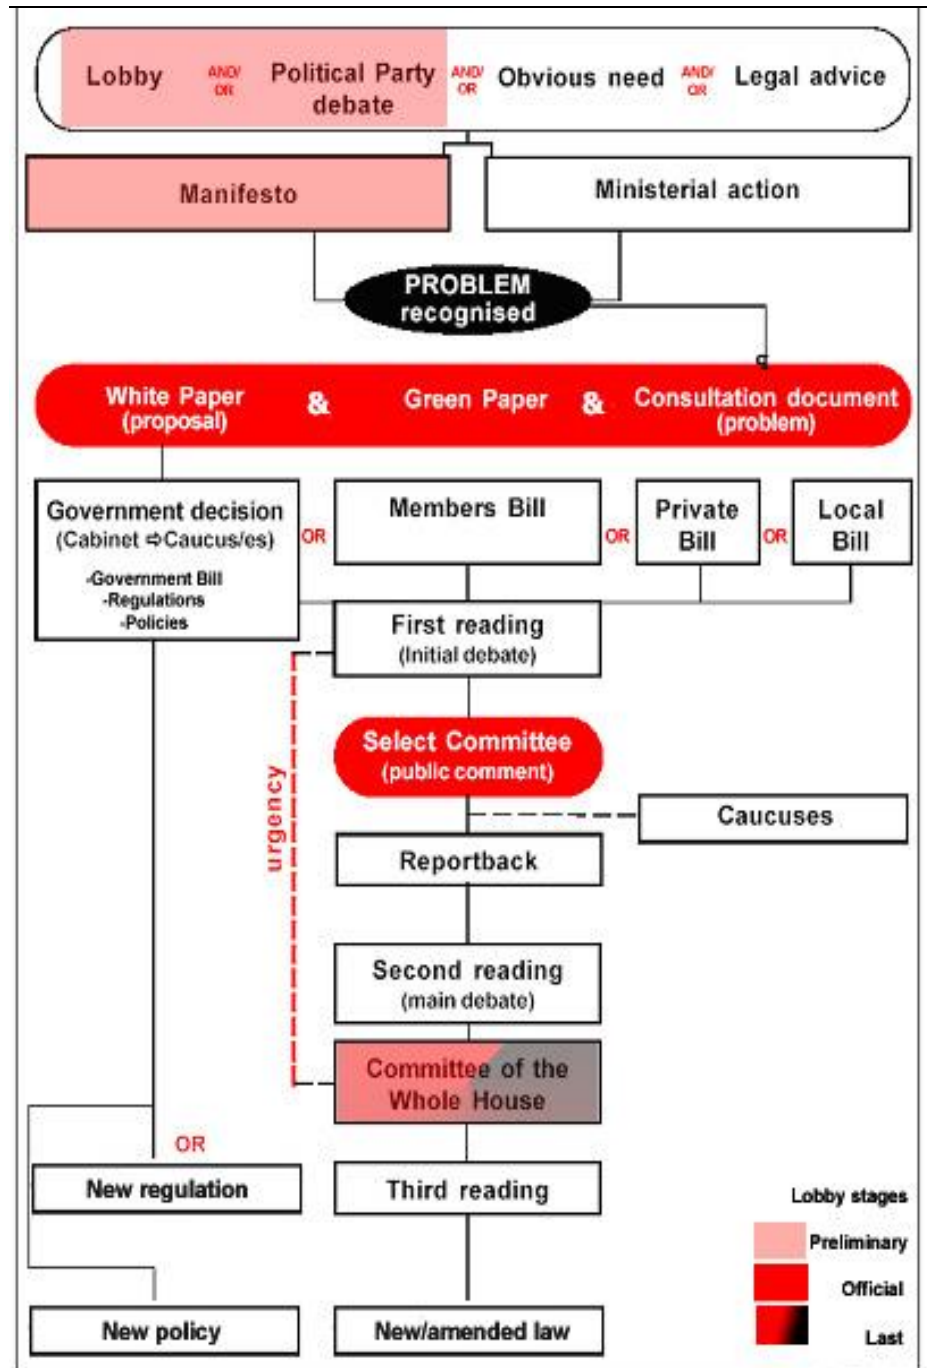 Lobby AND/OR Political Party debate AND/OR Obvious need AND/OR Legal advice
Manifesto
Ministerial action
PROBLEM
recognised
White Paper (proposal) & Green Paper & Consultation document (problem)
Government decision
(Cabinet ⇨Caucus/es)
-Government Bill
-Regulations
-Policies
OR
Members Bill
OR
Private
Bill
OR
Local
Bill
First reading
(Initial debate)
urgency
Select Committee
(public comment)
Caucuses
Reportback
Second reading
(main debate)
Committee of the
Whole House
OR
New regulation
Third reading
New policy
New/amended law
Lobby stages
Preliminary
Official
Last